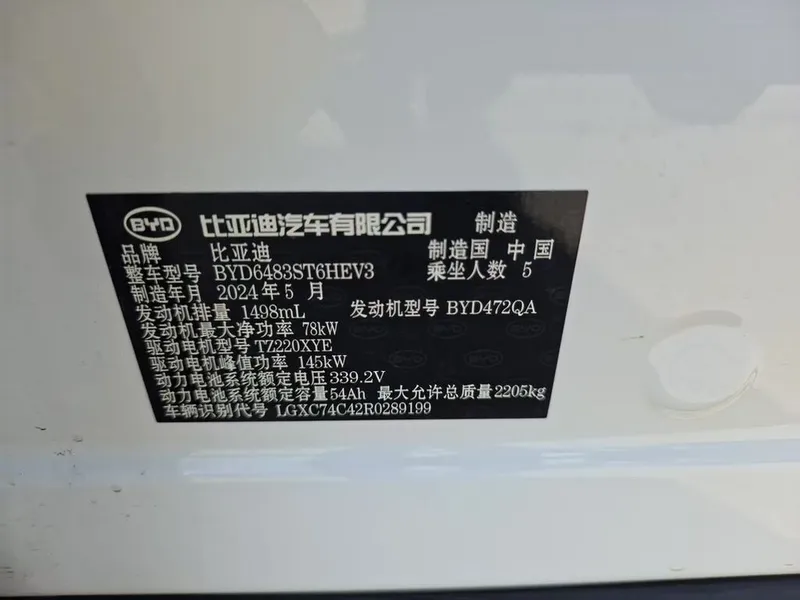 BYD 比亚迪汽车有限公司 制造
品牌 比亚迪 制造国 中国
整车型号 BYD6483ST6HEV3 乘坐人数 5
制造年月 2024年5月
发动机排量 1498mL 发动机型号 BYD472QA
发动机最大净功率 78kW
驱动电机型号 TZ220XYE
驱动电机峰值功率 145kW
动力电池系统额定电压 339.2V
动力电池系统额定容量 54Ah 最大允许总质量 2205kg
车辆识别代号 LGXC74C42R0289199